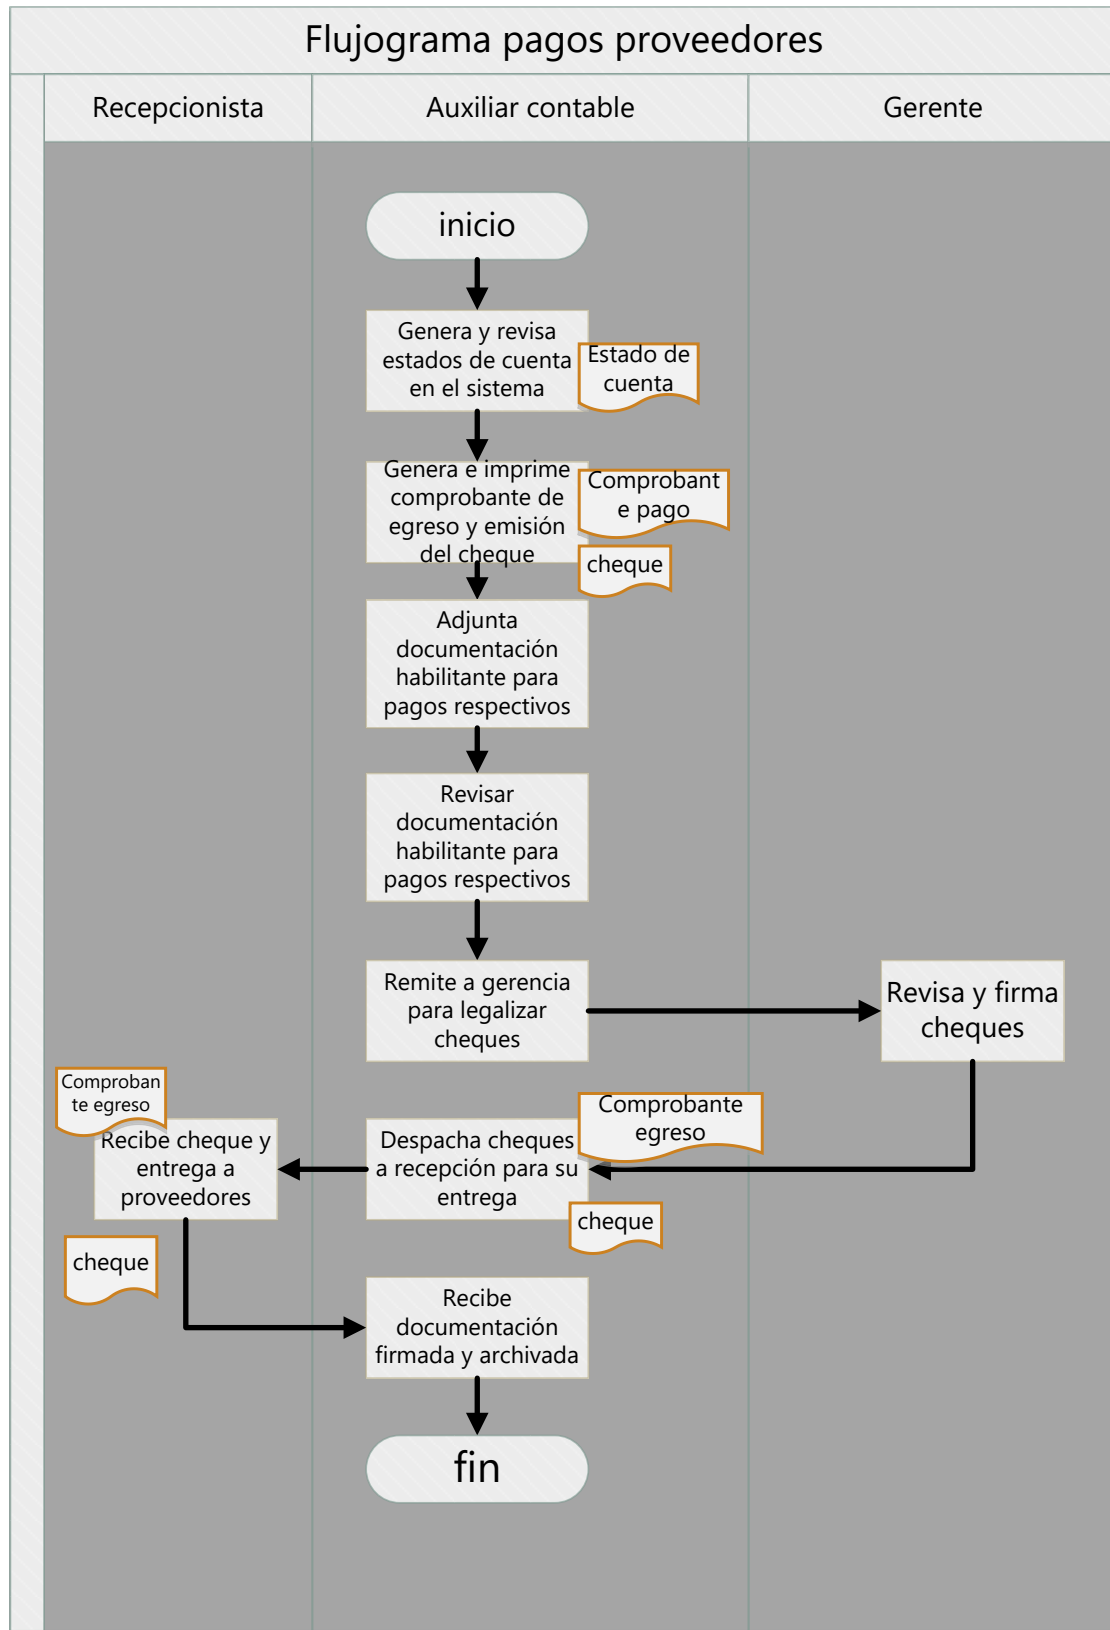 Flujograma pagos proveedores
Recepcionista
Auxiliar contable
Gerente
inicio
Genera y revisa
estados de cuenta
en el sistema
Estado de
cuenta
Genera e imprime
comprobante de
egreso y emisión
del cheque
Comprobant
e pago
cheque
Adjunta
documentación
habilitante para
pagos respectivos
Revisar
documentación
habilitante para
pagos respectivos
Remite a gerencia
para legalizar
cheques
Revisa y firma
cheques
Comproban
te egreso
Recibe cheque y
entrega a
proveedores
cheque
Despacha cheques
a recepción para su
entrega
Comprobante
egreso
cheque
Recibe
documentación
firmada y archivada
fin